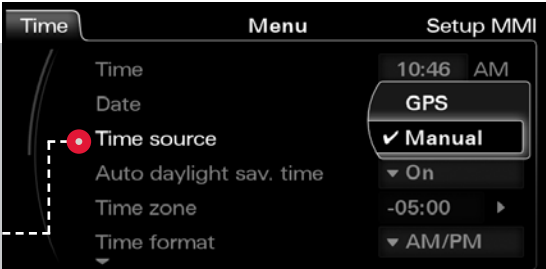 Time Menu Setup MMI
Time 10:46 AM
Date GPS
Time source ✔ Manual
Auto daylight sav. time ▾ On
Time zone -05:00 ▸
Time format ▾ AM/PM